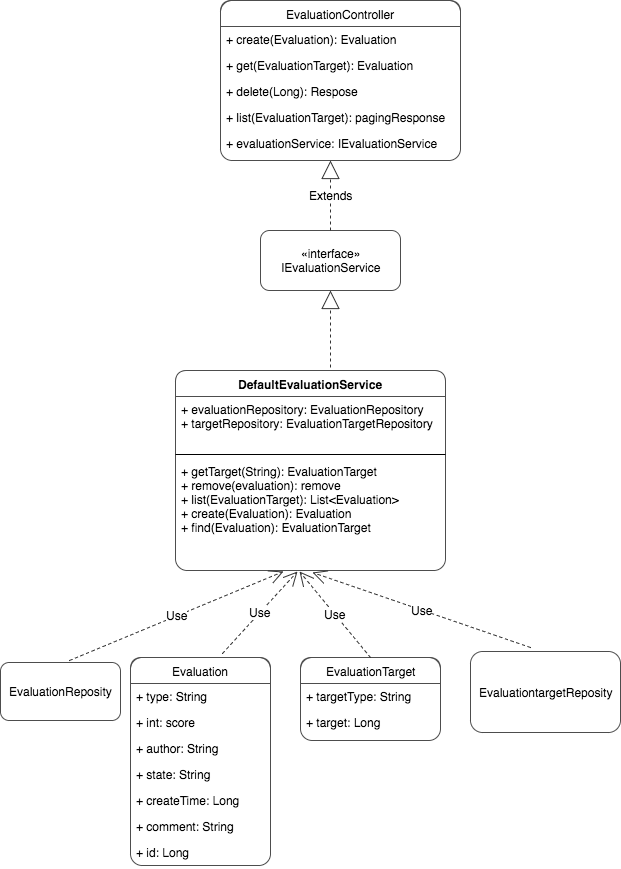 EvaluationController
+ create(Evaluation): Evaluation
+ get(EvaluationTarget): Evaluation
+ delete(Long): Respose
+ list(EvaluationTarget): pagingResponse
+ evaluationService: IEvaluationService
Extends
«interface»
IEvaluationService
DefaultEvaluationService
+ evaluationRepository: EvaluationRepository
+ targetRepository: EvaluationTargetRepository
+ getTarget(String): EvaluationTarget
+ remove(evaluation): remove
+ list(EvaluationTarget): List<Evaluation>
+ create(Evaluation): Evaluation
+ find(Evaluation): EvaluationTarget
Use
Use
Use
Use
EvaluationReposity
Evaluation
+ type: String
+ int: score
+ author: String
+ state: String
+ createTime: Long
+ comment: String
+ id: Long
EvaluationTarget
+ targetType: String
+ target: Long
EvaluationtargetReposity